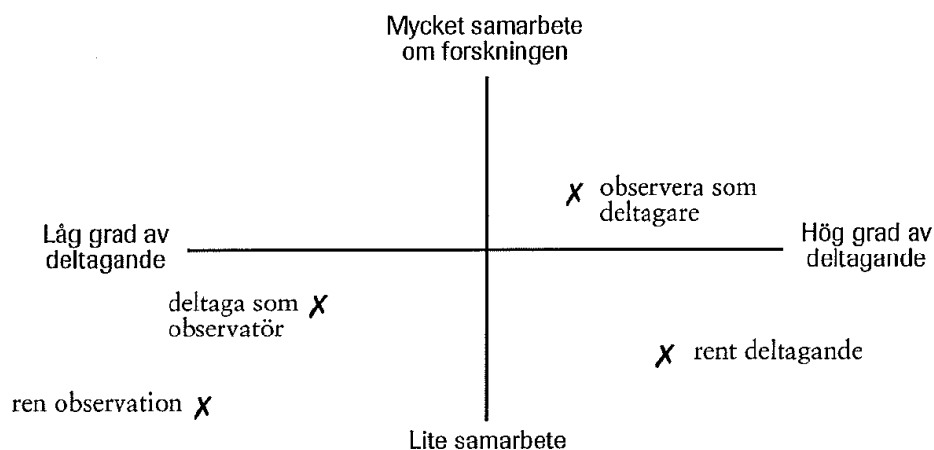 Mycket samarbete
om forskningen
observera som
deltagare
Låg grad av
deltagande
Hög grad av
deltagande
deltaga som
observatör
rent deltagande
ren observation
Lite samarbete